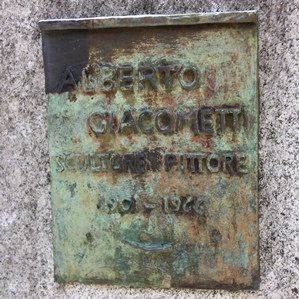 ALBERTO
GIACOMETTI
SCULTORE PITTORE
1901-1966